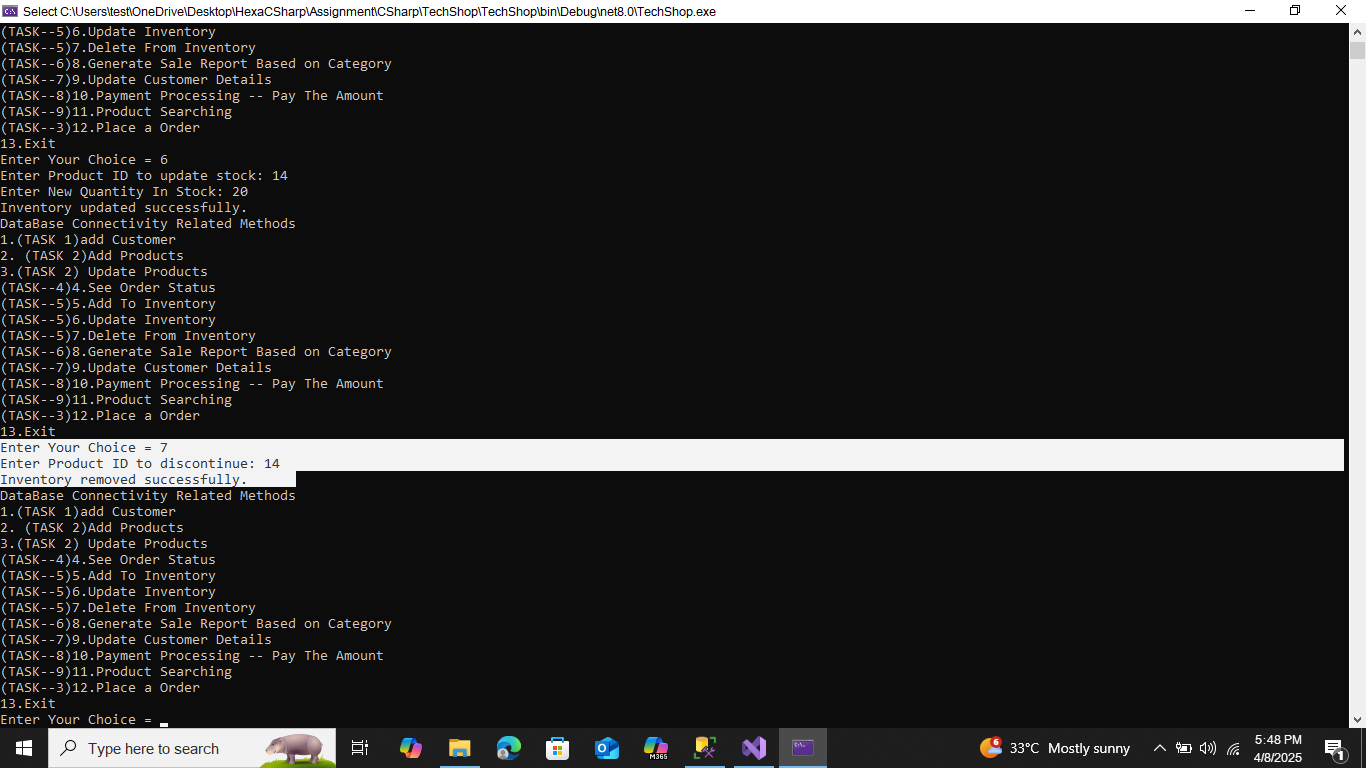 Select C:\Users\test\OneDrive\Desktop\HexaCSharp\Assignment\CSharp\TechShop\TechShop\bin\Debug\net8.0\TechShop.exe
(TASK--5)6.Update Inventory
(TASK--5)7.Delete From Inventory
(TASK--6)8.Generate Sale Report Based on Category
(TASK--7)9.Update Customer Details
(TASK--8)10.Payment Processing -- Pay The Amount
(TASK--9)11.Product Searching
(TASK--3)12.Place a Order
13.Exit
Enter Your Choice = 6
Enter Product ID to update stock: 14
Enter New Quantity In Stock: 20
Inventory updated successfully.
DataBase Connectivity Related Methods
1.(TASK 1)add Customer
2. (TASK 2)Add Products
3.(TASK 2) Update Products
(TASK--4)4.See Order Status
(TASK--5)5.Add To Inventory
(TASK--5)6.Update Inventory
(TASK--5)7.Delete From Inventory
(TASK--6)8.Generate Sale Report Based on Category
(TASK--7)9.Update Customer Details
(TASK--8)10.Payment Processing -- Pay The Amount
(TASK--9)11.Product Searching
(TASK--3)12.Place a Order
13.Exit
Enter Your Choice = 7
Enter Product ID to discontinue: 14
Inventory removed successfully.
DataBase Connectivity Related Methods
1.(TASK 1)add Customer
2. (TASK 2)Add Products
3.(TASK 2) Update Products
(TASK--4)4.See Order Status
(TASK--5)5.Add To Inventory
(TASK--5)6.Update Inventory
(TASK--5)7.Delete From Inventory
(TASK--6)8.Generate Sale Report Based on Category
(TASK--7)9.Update Customer Details
(TASK--8)10.Payment Processing -- Pay The Amount
(TASK--9)11.Product Searching
(TASK--3)12.Place a Order
13.Exit
Enter Your Choice = _
Type here to search
M365
6
33°C Mostly sunny
5:48 PM
4/8/2025
1